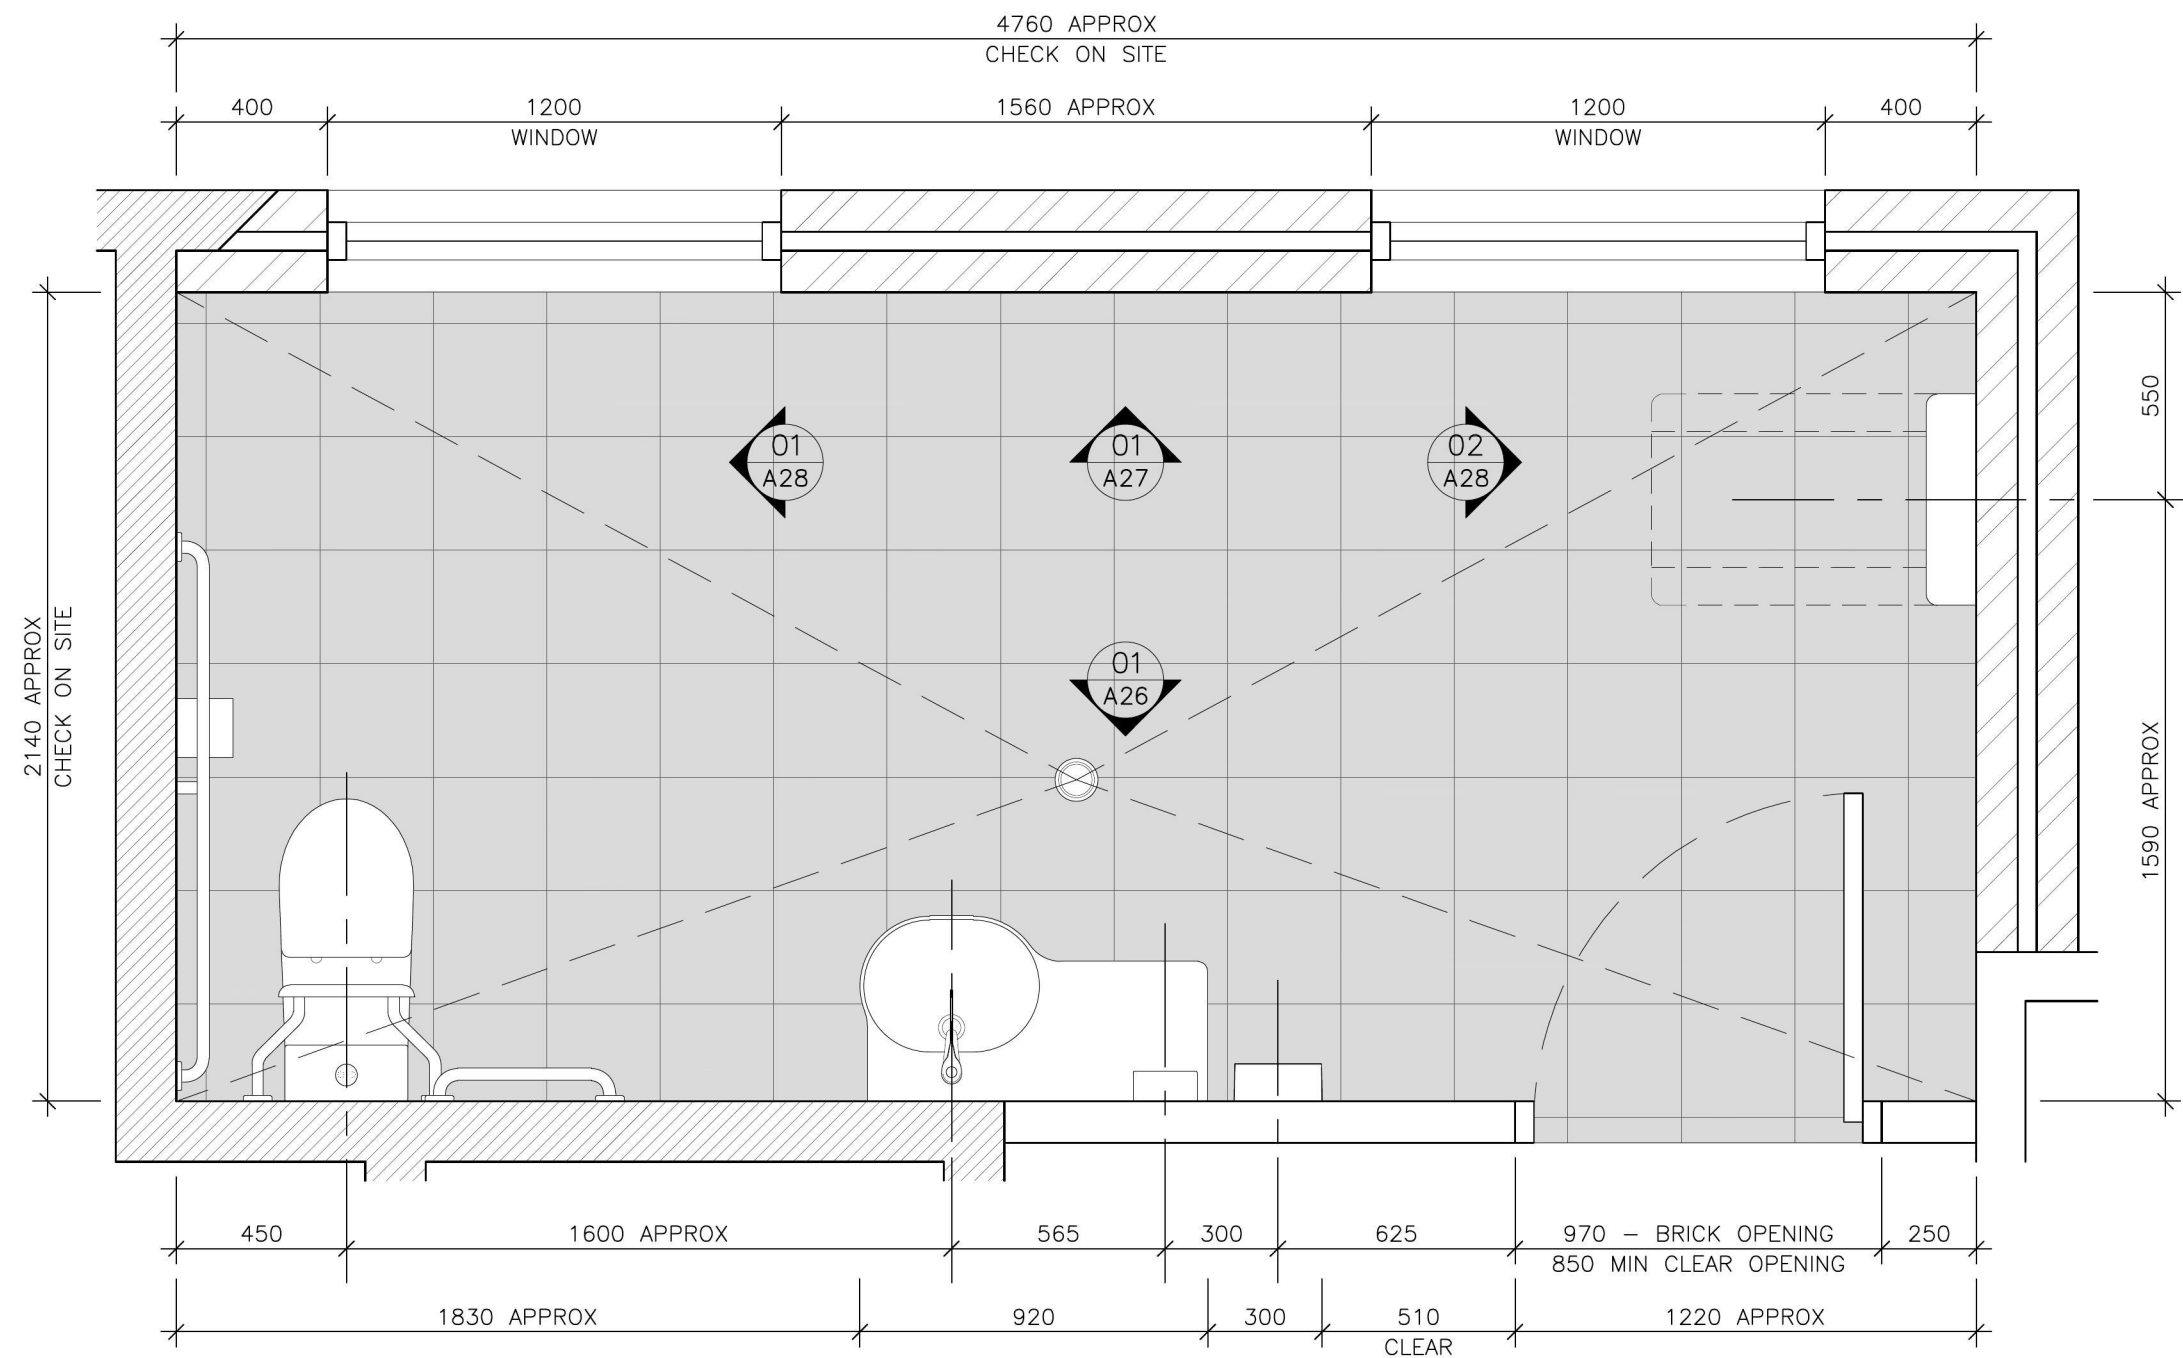 4760 APPROX
CHECK ON SITE
400
1200
WINDOW
1560 APPROX
1200
WINDOW
400
01
A28
01
A27
02
A28
550
2140 APPROX
CHECK ON SITE
01
A26
1590 APPROX
450
1600 APPROX
565
300
625
970 – BRICK OPENING
850 MIN CLEAR OPENING
250
1830 APPROX
920
300
510
CLEAR
1220 APPROX